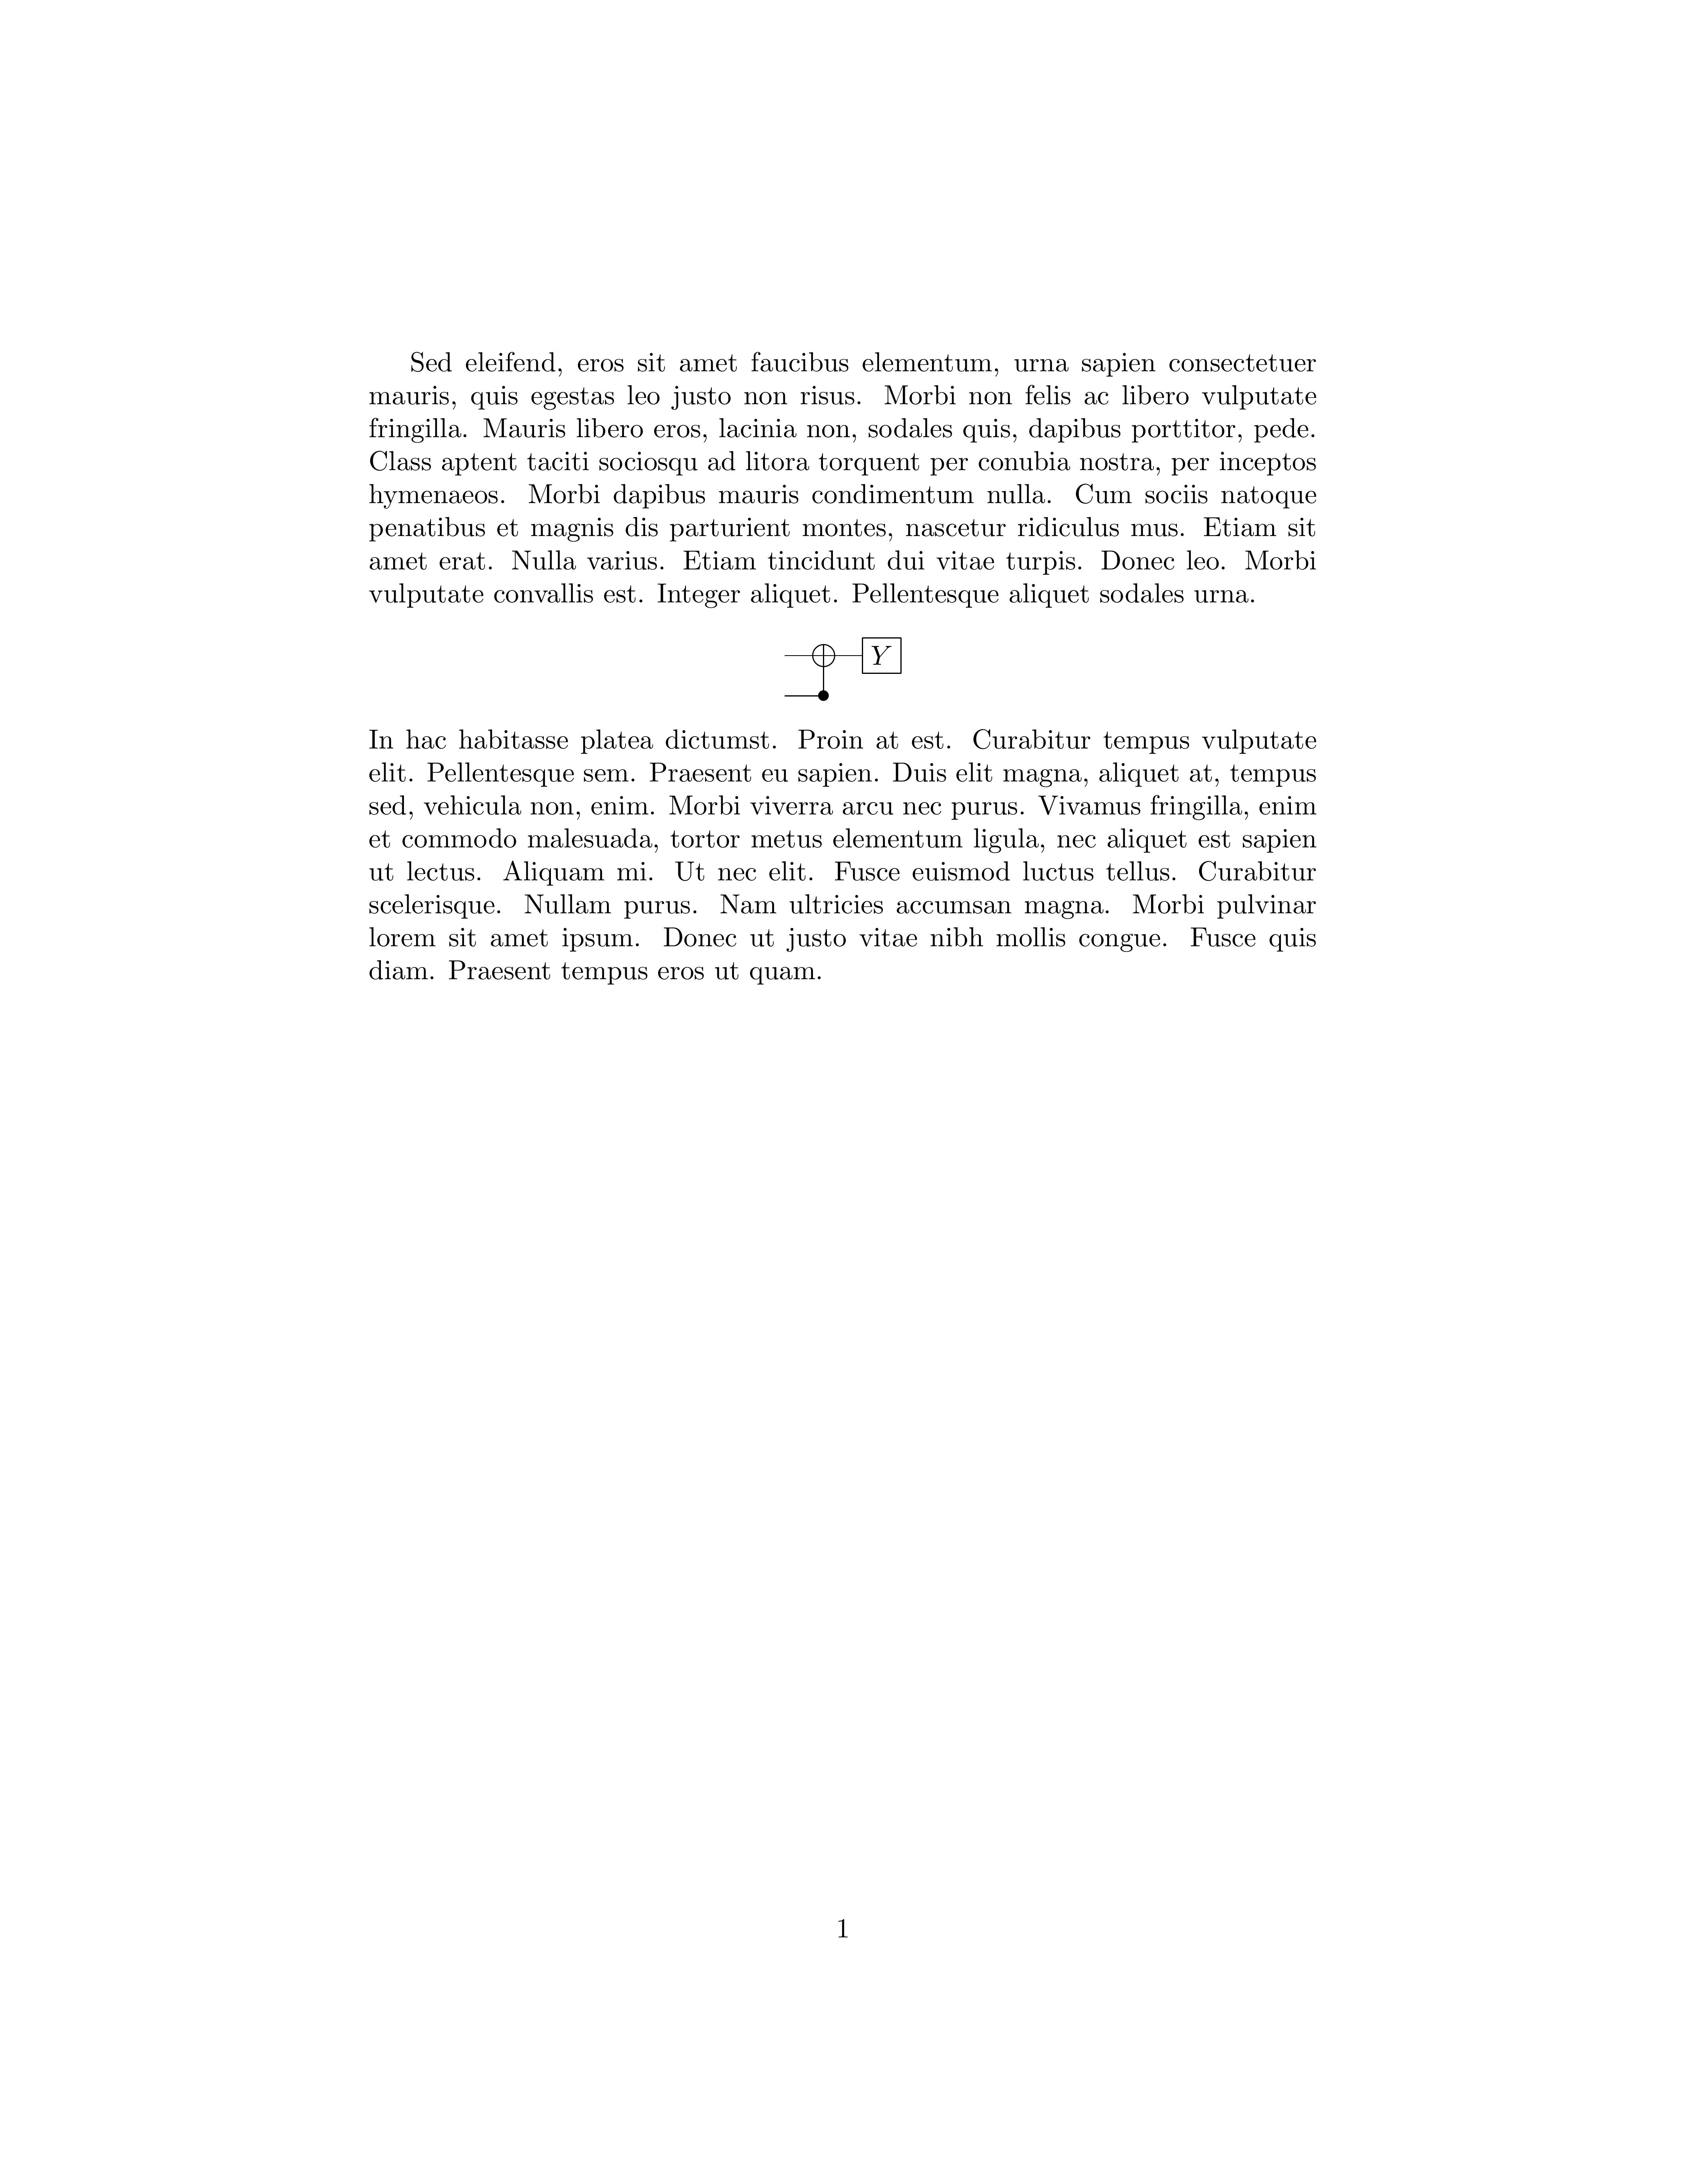 Sed eleifend, eros sit amet faucibus elementum, urna sapien consectetuer
mauris, quis egestas leo justo non risus. Morbi non felis ac libero vulputate
fringilla. Mauris libero eros, lacinia non, sodales quis, dapibus porttitor, pede.
Class aptent taciti sociosqu ad litora torquent per conubia nostra, per inceptos
hymenaeos. Morbi dapibus mauris condimentum nulla. Cum sociis natoque
penatibus et magnis dis parturient montes, nascetur ridiculus mus. Etiam sit
amet erat. Nulla varius. Etiam tincidunt dui vitae turpis. Donec leo. Morbi
vulputate convallis est. Integer aliquet. Pellentesque aliquet sodales urna.
Y
In hac habitasse platea dictumst. Proin at est. Curabitur tempus vulputate
elit. Pellentesque sem. Praesent eu sapien. Duis elit magna, aliquet at, tempus
sed, vehicula non, enim. Morbi viverra arcu nec purus. Vivamus fringilla, enim
et commodo malesuada, tortor metus elementum ligula, nec aliquet est sapien
ut lectus. Aliquam mi. Ut nec elit. Fusce euismod luctus tellus. Curabitur
scelerisque. Nullam purus. Nam ultricies accumsan magna. Morbi pulvinar
lorem sit amet ipsum. Donec ut justo vitae nibh mollis congue. Fusce quis
diam. Praesent tempus eros ut quam.
1